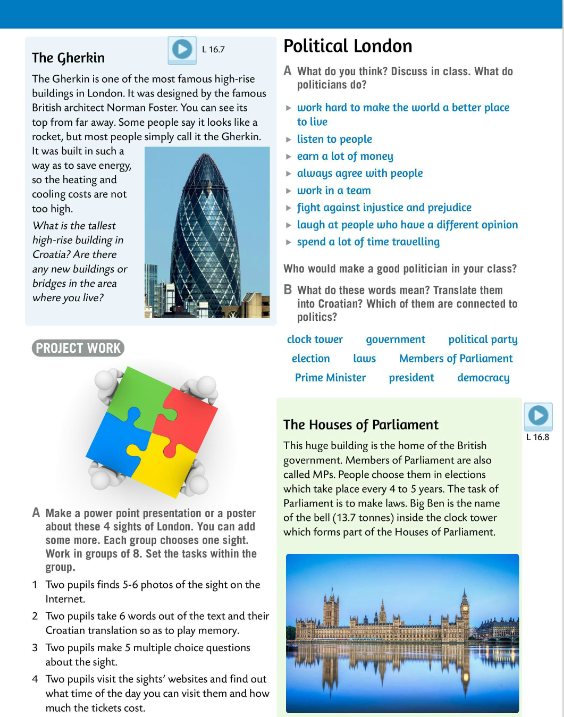 The Gherkin
L 16.7
The Gherkin is one of the most famous high-rise
buildings in London. It was designed by the famous
British architect Norman Foster. You can see its
top from far away. Some people say it looks like a
rocket, but most people simply call it the Gherkin.
It was built in such a
way as to save energy,
so the heating and
cooling costs are not
too high.
What is the tallest
high-rise building in
Croatia? Are there
any new buildings or
bridges in the area
where you live?
PROJECT WORK
A Make a power point presentation or a poster
about these 4 sights of London. You can add
some more. Each group chooses one sight.
Work in groups of 8. Set the tasks within the
group.
1 Two pupils finds 5-6 photos of the sight on the
Internet.
2 Two pupils take 6 words out of the text and their
Croatian translation so as to play memory.
3 Two pupils make 5 multiple choice questions
about the sight.
4 Two pupils visit the sights' websites and find out
what time of the day you can visit them and how
much the tickets cost.
Political London
A What do you think? Discuss in class. What do
politicians do?
▸ work hard to make the world a better place
to live
▸ listen to people
▸ earn a lot of money
▸ always agree with people
▸ work in a team
▸ fight against injustice and prejudice
▸ laugh at people who have a different opinion
▸ spend a lot of time travelling
Who would make a good politician in your class?
B What do these words mean? Translate them
into Croatian? Which of them are connected to
politics?
clock tower government political party
election laws Members of Parliament
Prime Minister president democracy
The Houses of Parliament
L 16.8
This huge building is the home of the British
government. Members of Parliament are also
called MPs. People choose them in elections
which take place every 4 to 5 years. The task of
Parliament is to make laws. Big Ben is the name
of the bell (13.7 tonnes) inside the clock tower
which forms part of the Houses of Parliament.